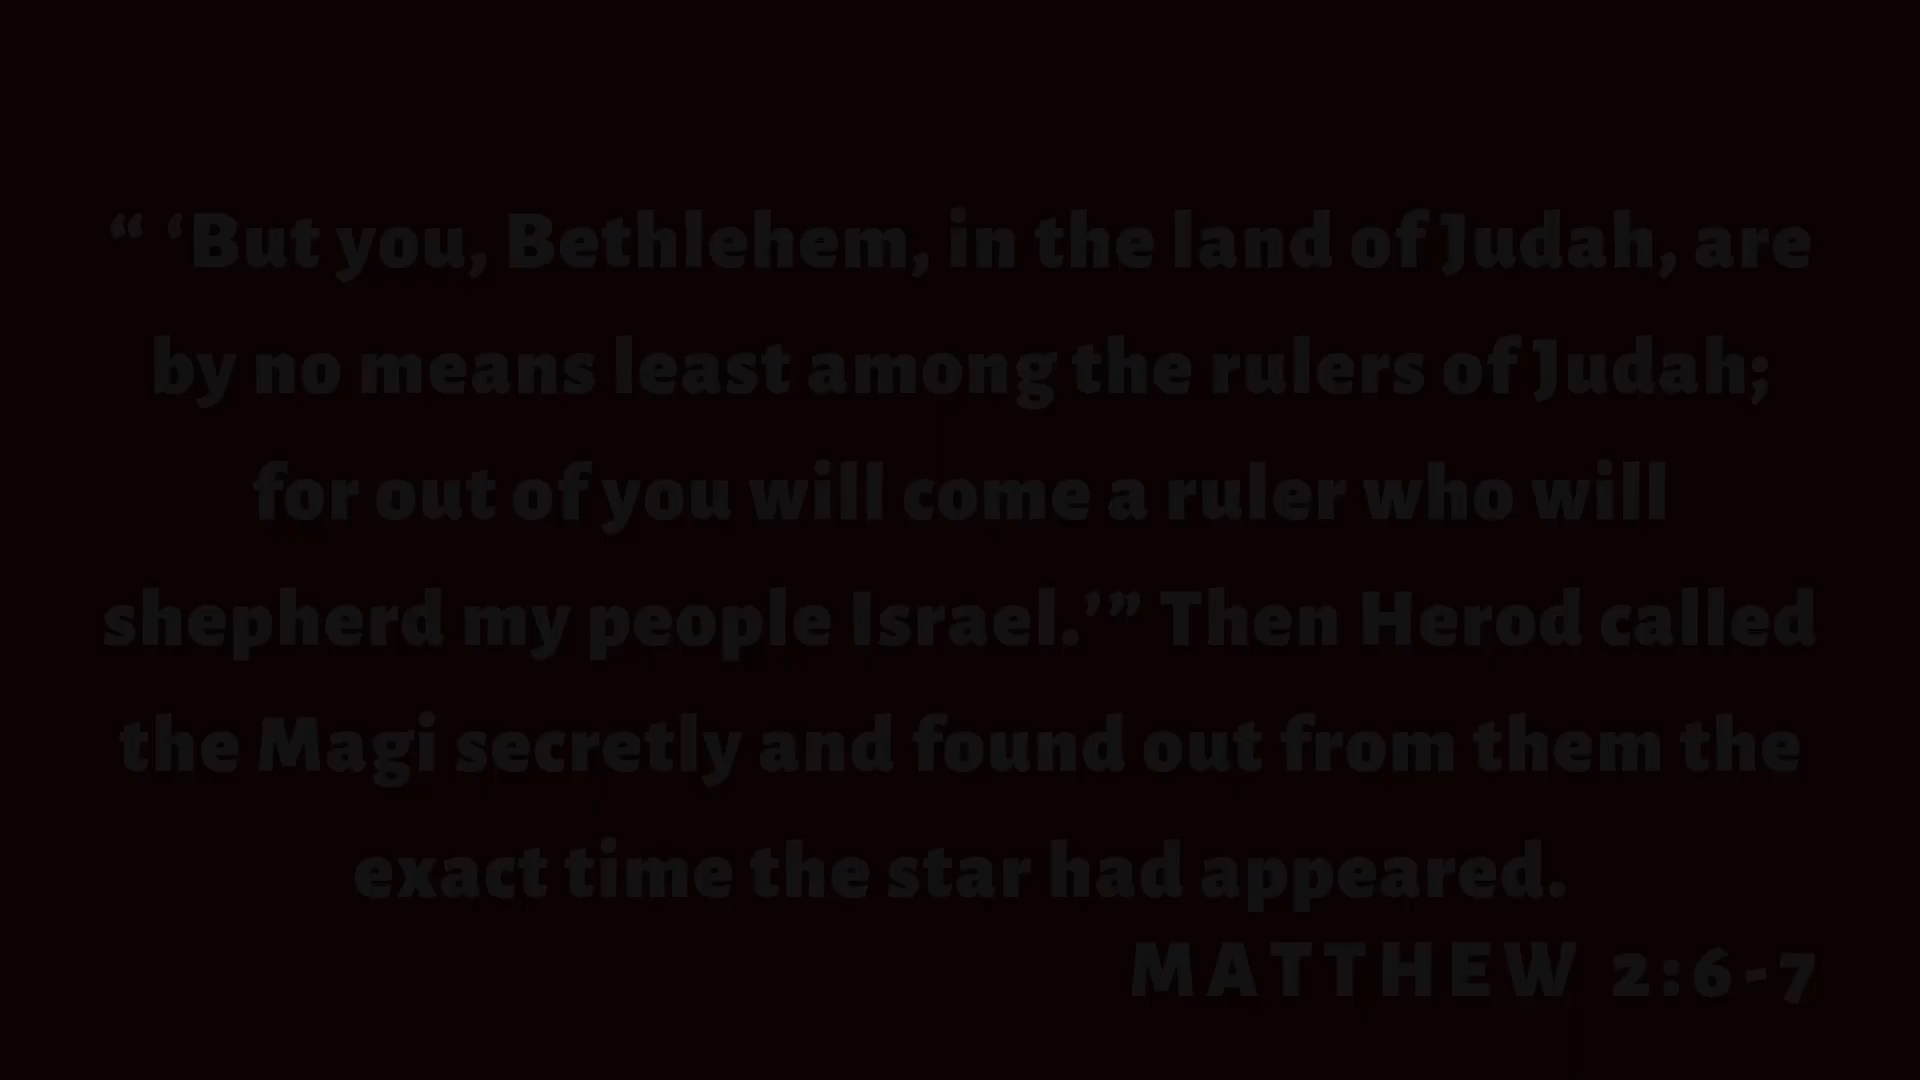 “ ‘But you, Bethlehem, in the land of Judah, are
by no means least among the rulers of Judah;
for out of you will come a ruler who will
shepherd my people Israel.’” Then Herod called
the Magi secretly and found out from them the
exact time the star had appeared.
MATTHEW 2:6-7